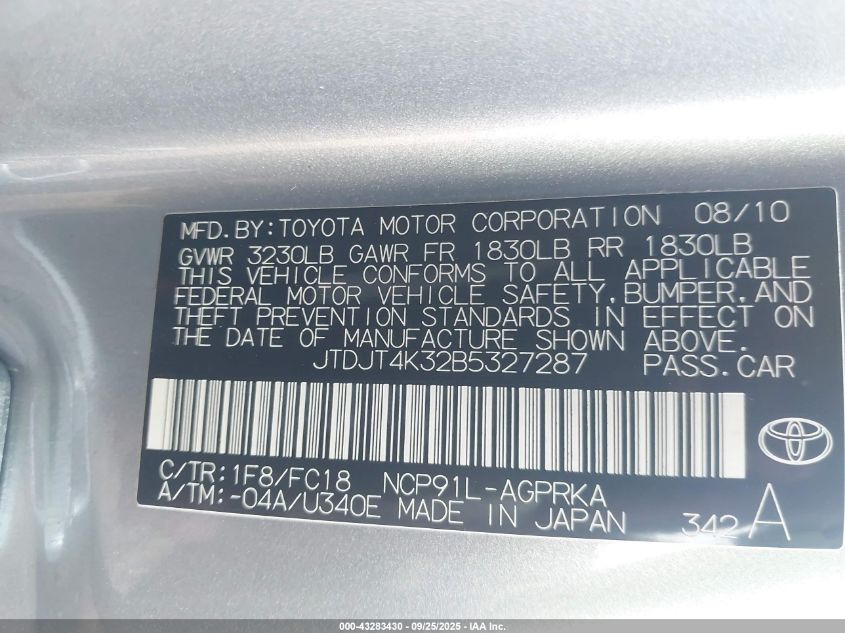 MFD. BY: TOYOTA MOTOR CORPORATION 08/10
GVWR 3230LB GAWR FR 1830LB RR 1830LB
THIS VEHICLE CONFORMS TO ALL APPLICABLE
FEDERAL MOTOR VEHICLE SAFETY, BUMPER, AND
THEFT PREVENTION STANDARDS IN EFFECT ON
THE DATE OF MANUFACTURE SHOWN ABOVE.
JTDJT4K32B5327287 PASS. CAR
C/TR: 1F8/FC18 NCP91L-AGPRKA
A/TM: -04A/U340E MADE IN JAPAN 342 A
000-43283430 - 09/25/2025 - IAA Inc.